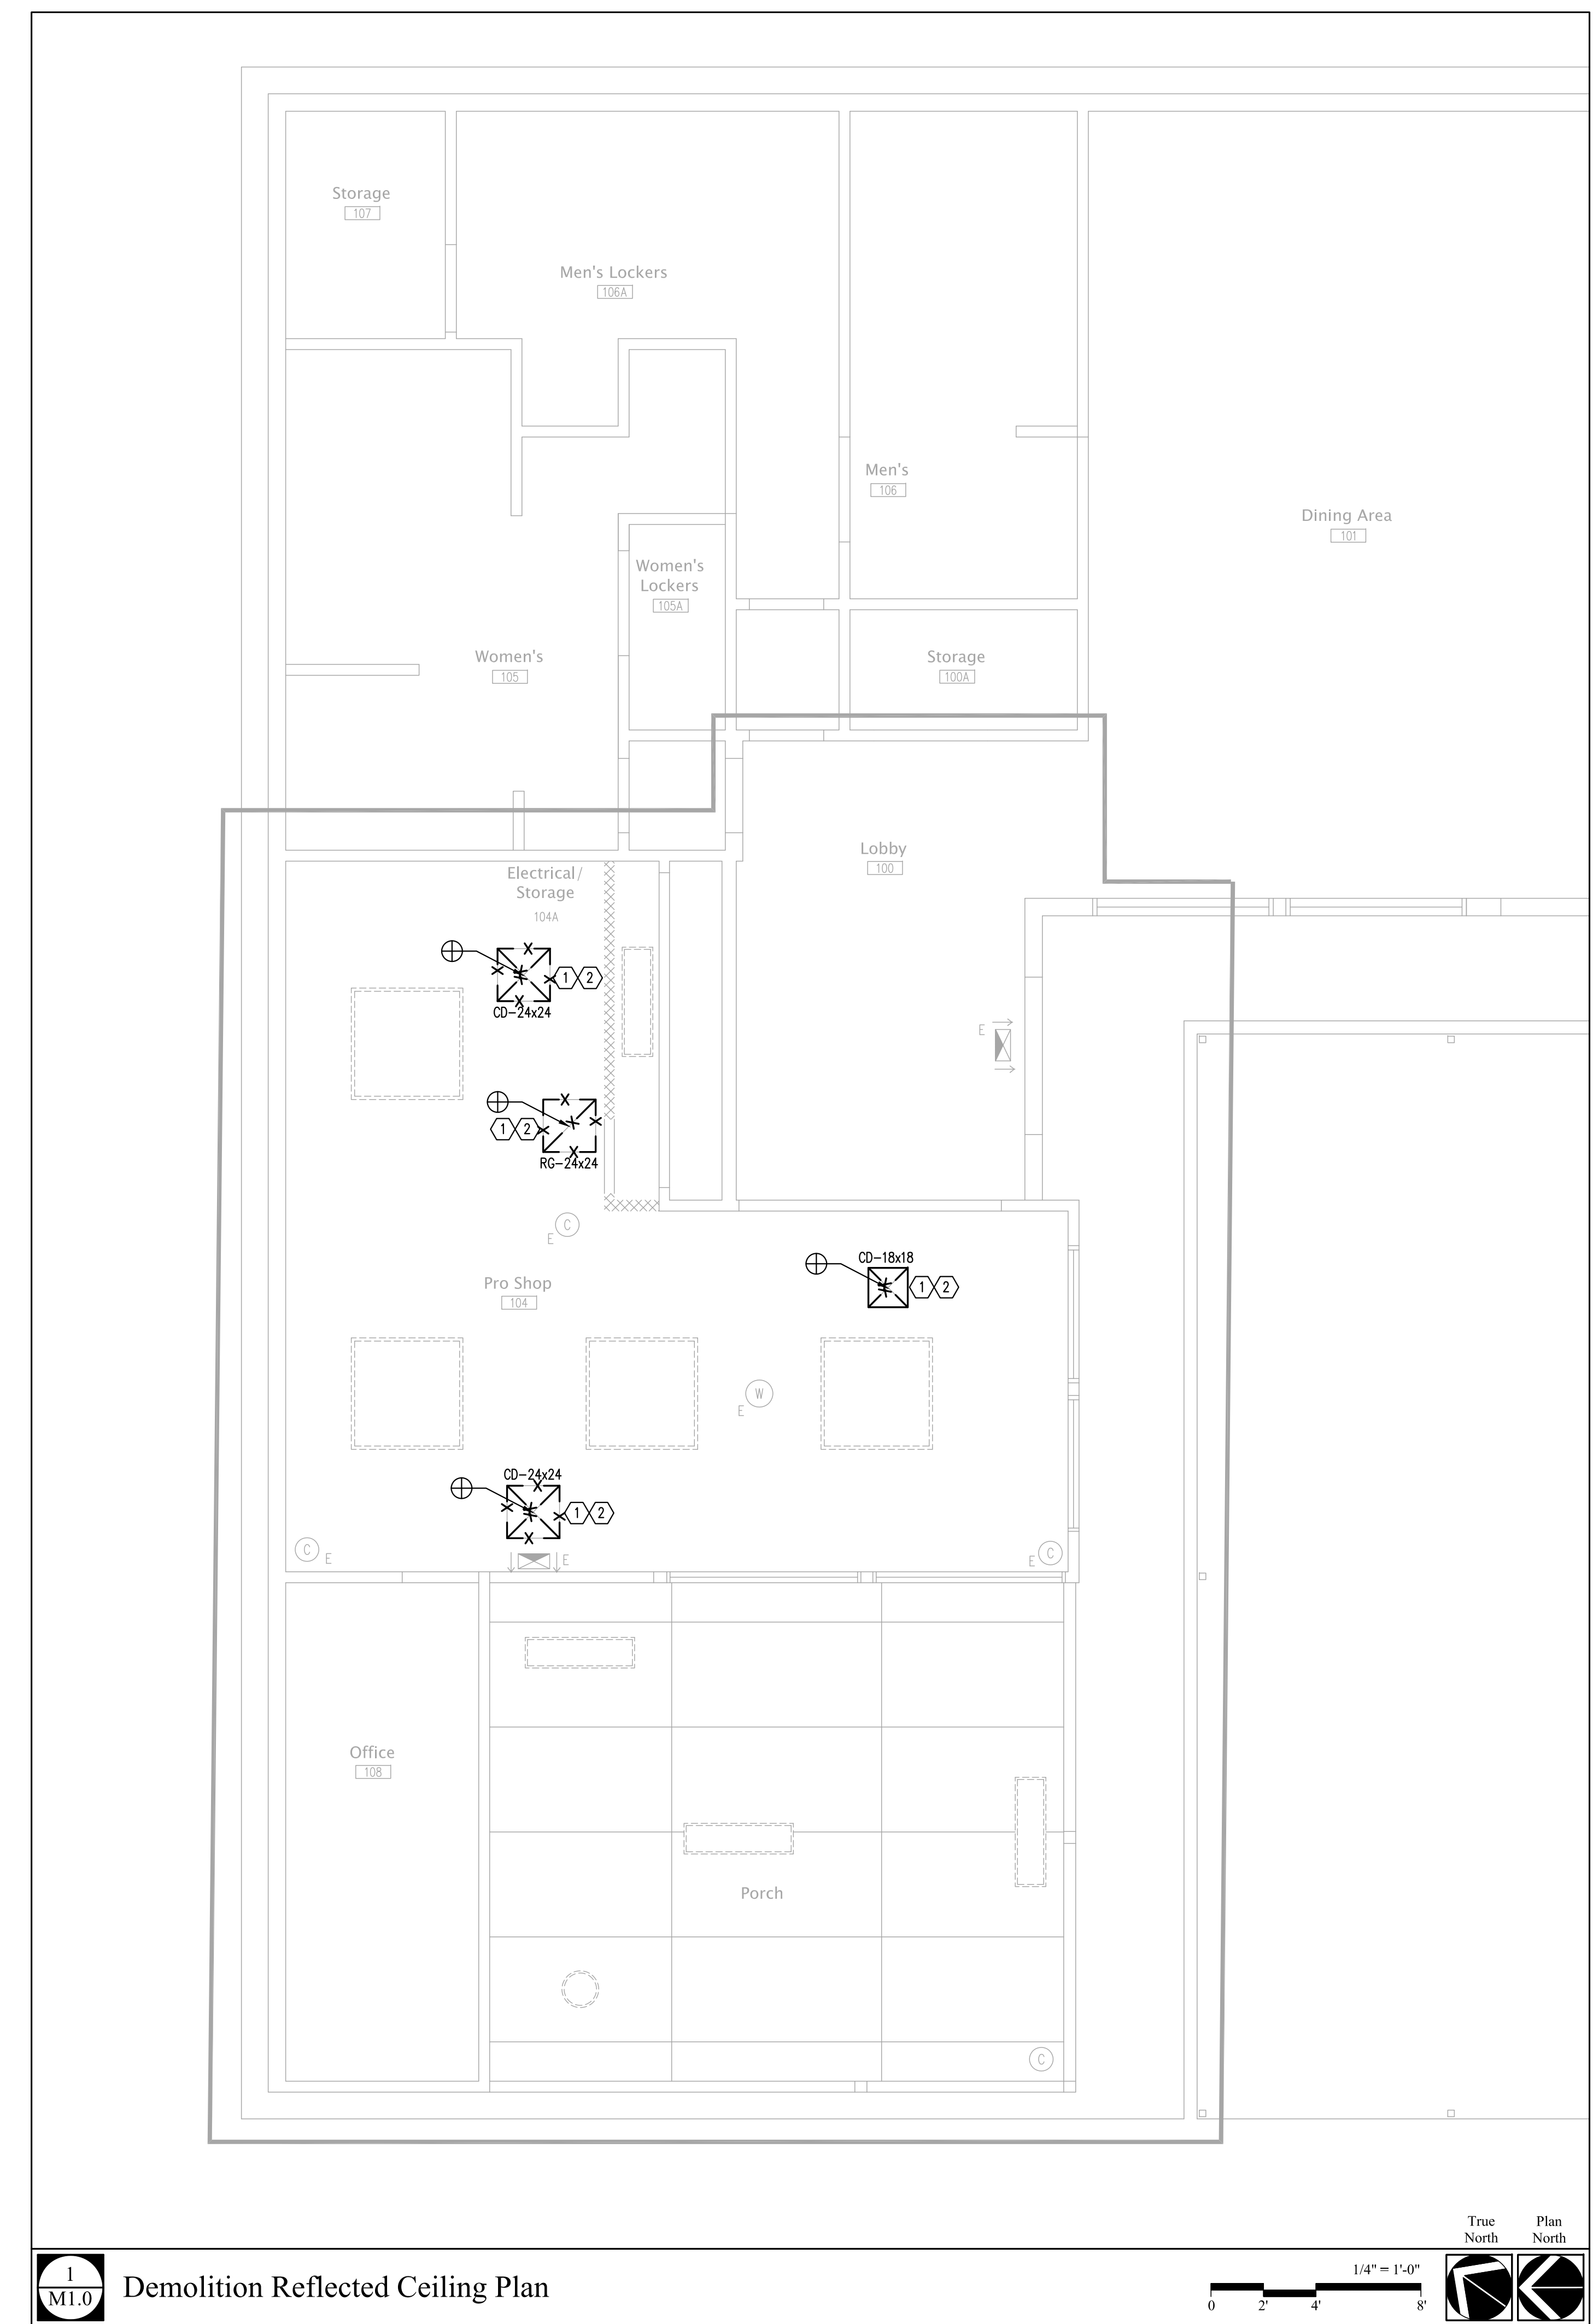 Storage
107
Men's Lockers
106A
Men's
106
Dining Area
101
Women's
Lockers
105A
Women's
105
Storage
100A
Lobby
100
Electrical/
Storage
104A
1 2
CD-24x24
E
1 2
RG-24x24
C
E
CD-18x18
1 2
Pro Shop
104
W
E
CD-24x24
1 2
C
E
E
C
E
Office
108
Porch
C
True
North
Plan
North
1
M1.0
Demolition Reflected Ceiling Plan
1/4" = 1'-0"
0 2' 4' 8'